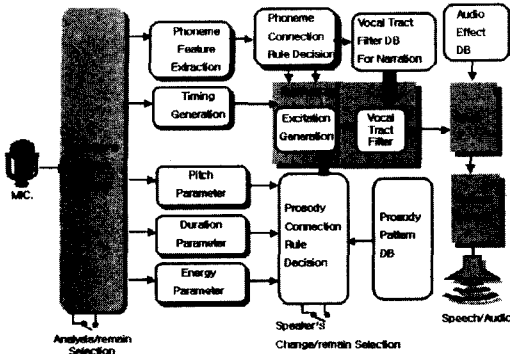 Phoneme
Feature
Extraction
Phoneme
Connection
Rule Decision
Vocal Tract
Filter DB
For Narration
Audio
Effect
DB
Timing
Generation
Excitation
Generation
Vocal
Tract
Filter
MIC.
Pitch
Parameter
Duration
Parameter
Energy
Parameter
Prosody
Connection
Rule
Decision
Prosody
Pattern
DB
Speech/Audio
Analysis/remain
Selection
Speaker's
Change/remain Selection